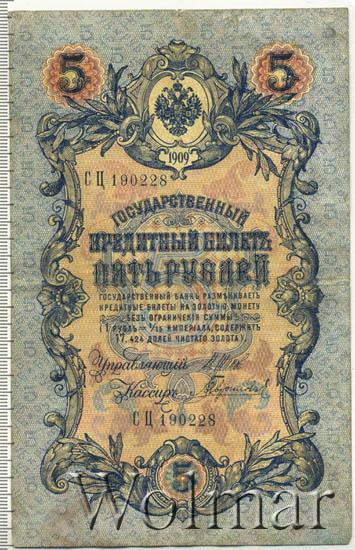 5 5
1909
СЦ 190228
ГОСУДАРСТВЕННЫЙ
КРЕДИТНЫЙ БИЛЕТЪ
ПЯТЬ РУБЛЕЙ
ГОСУДАРСТВЕННЫЙ БАНКЪ РАЗМѢНИВАЕТЪ
КРЕДИТНЫЕ БИЛЕТЫ НА ЗОЛОТУЮ МОНЕТУ
БЕЗЪ ОГРАНИЧЕНІЯ СУММЫ
(1 РУБЛЬ = 1/15 ИМПЕРІАЛА, СОДЕРЖИТЪ
17,424 ДОЛЕЙ ЧИСТАГО ЗОЛОТА).
Управляющій
Кассиръ
СЦ 190228
5
Wolmar